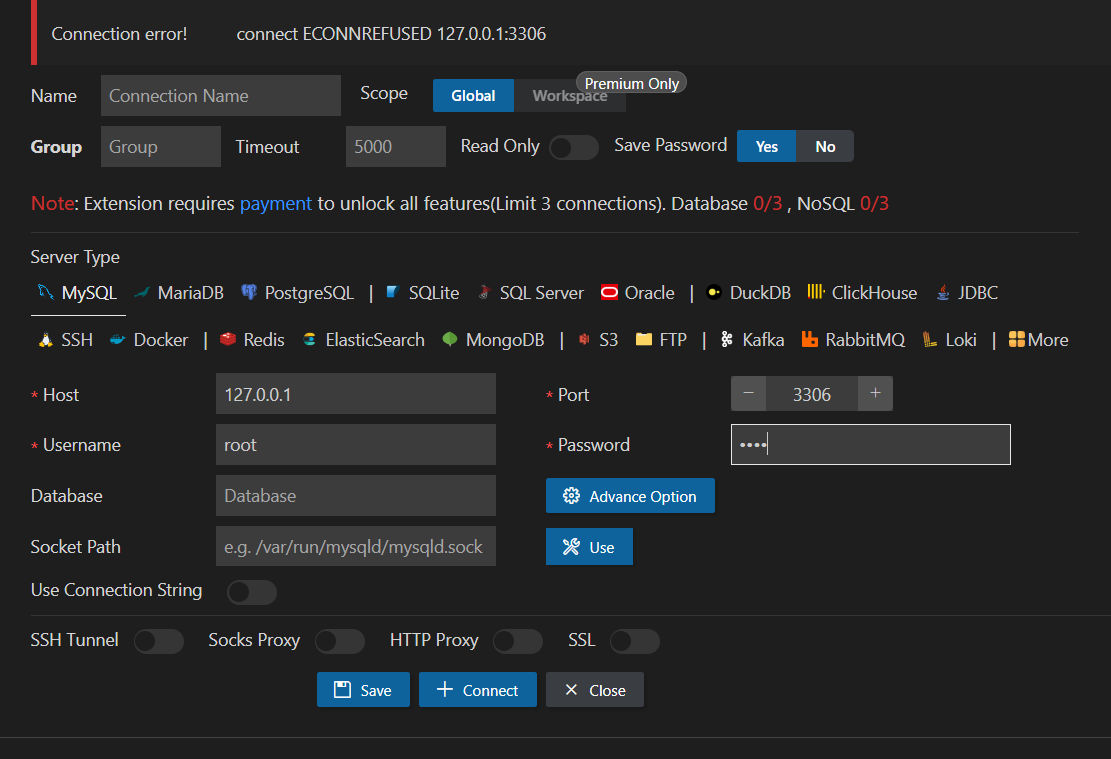 Connection error! connect ECONNREFUSED 127.0.0.1:3306
Premium Only
Name Connection Name Scope Global Workspace
Group Group Timeout 5000 Read Only Save Password Yes No
Note: Extension requires payment to unlock all features(Limit 3 connections). Database 0/3 , NoSQL 0/3
Server Type
MySQL MariaDB PostgreSQL | SQLite SQL Server Oracle | DuckDB ClickHouse JDBC
SSH Docker | Redis ElasticSearch MongoDB | S3 FTP | Kafka RabbitMQ Loki | More
* Host 127.0.0.1 * Port − 3306 +
* Username root * Password ••••
Database Database Advance Option
Socket Path e.g. /var/run/mysqld/mysqld.sock Use
Use Connection String
SSH Tunnel Socks Proxy HTTP Proxy SSL
Save + Connect × Close